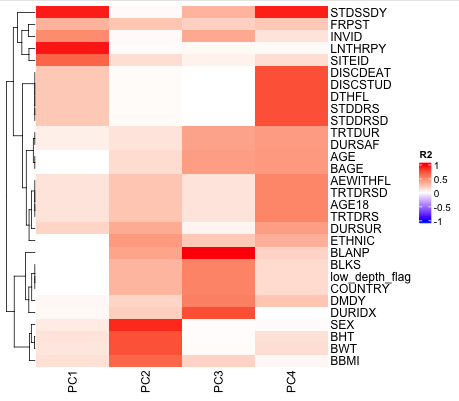 STDSSDY
FRPST
INVID
LNTHRPY
SITEID
DISCDEAT
DISCSTUD
DTHFL
STDDRS
STDDRSD
TRTDUR
DURSAF
AGE
BAGE
AEWITHFL
TRTDRSD
AGE18
TRTDRS
DURSUR
ETHNIC
BLANP
BLKS
low_depth_flag
COUNTRY
DMDY
DURIDX
SEX
BHT
BWT
BBMI
PC1 PC2 PC3 PC4
R2
1
0.5
0
-0.5
-1